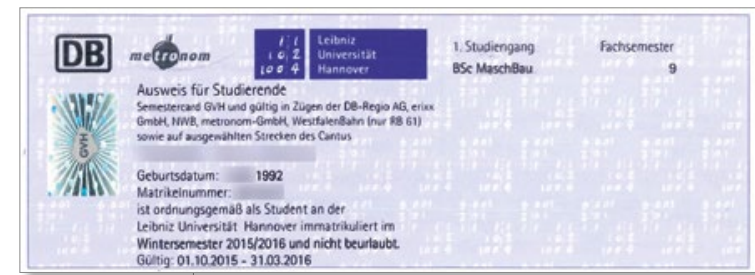 DB
metronom
Leibniz
Universität
Hannover
1. Studiengang Fachsemester
BSc MaschBau 9
Ausweis für Studierende
Semestercard GVH und gültig in Zügen der DB-Regio AG, erixx
GmbH, NWB, metronom-GmbH, WestfalenBahn (nur RB 61)
sowie auf ausgewählten Strecken des Cantus
GVH
Geburtsdatum: 1992
Matrikelnummer:
ist ordnungsgemäß als Student an der
Leibniz Universität Hannover immatrikuliert im
Wintersemester 2015/2016 und nicht beurlaubt.
Gültig: 01.10.2015 - 31.03.2016